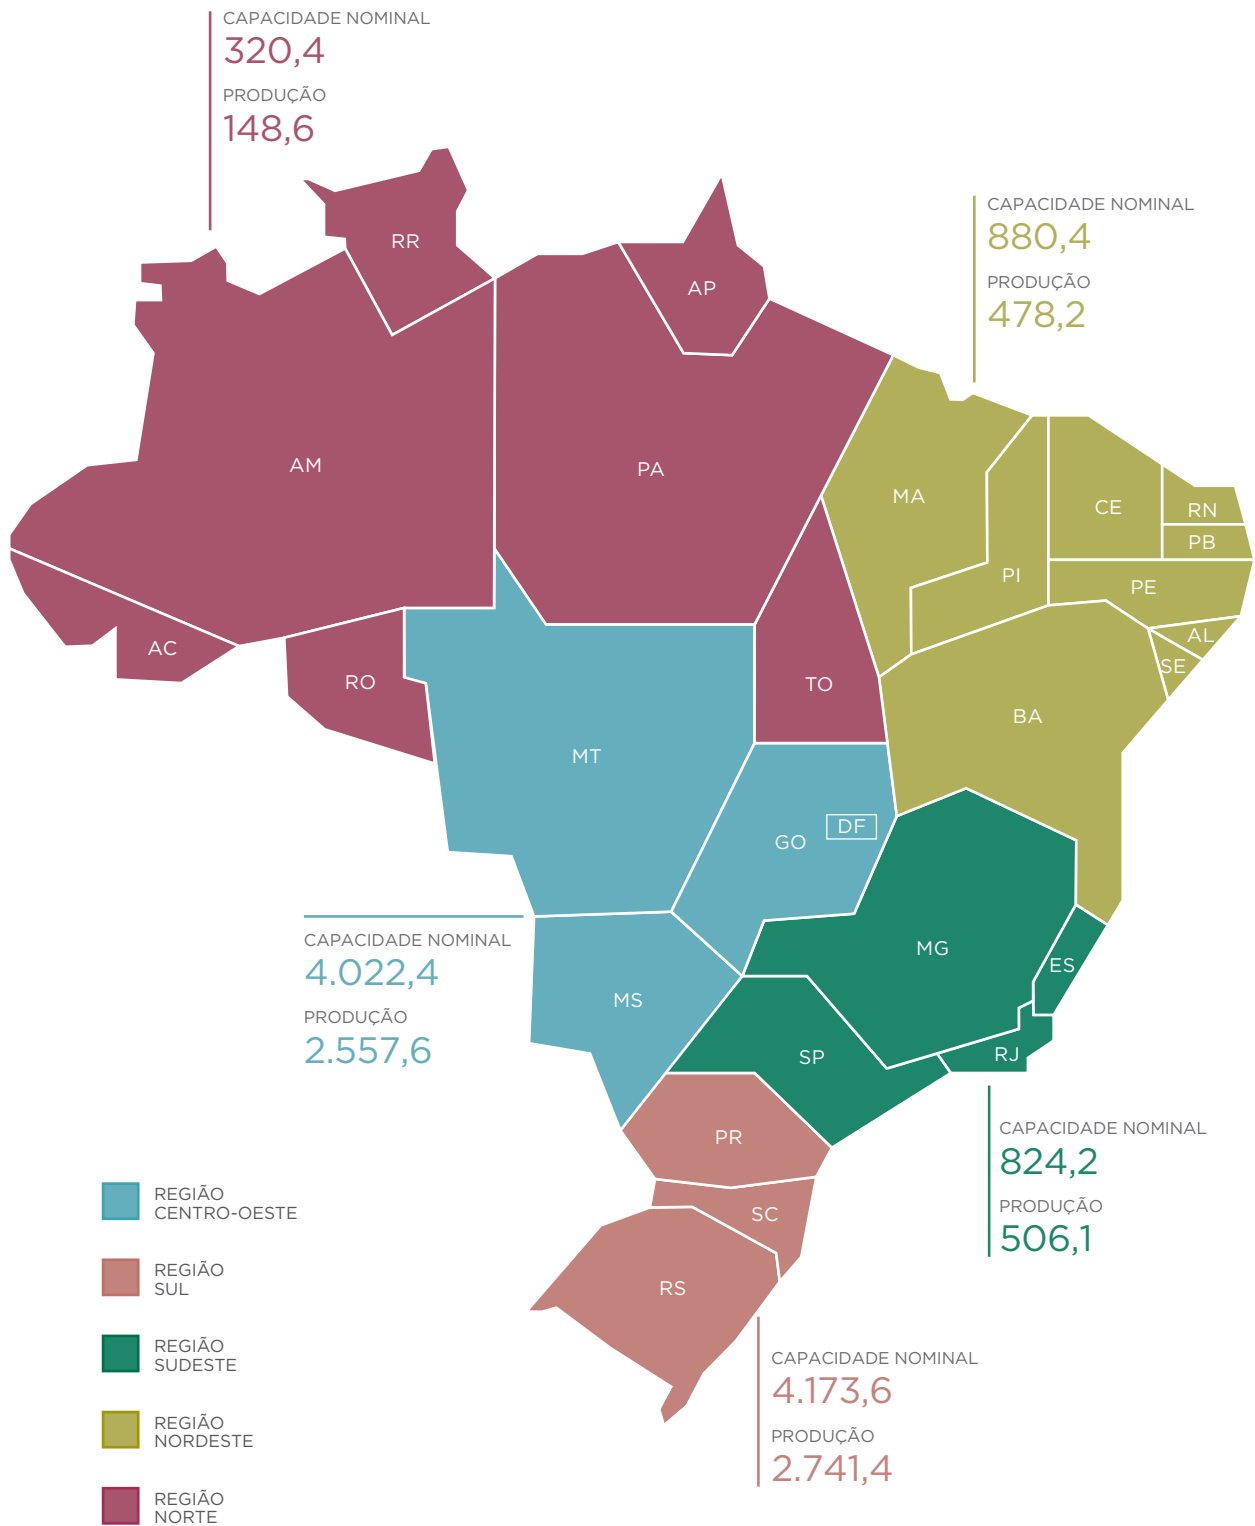 CAPACIDADE NOMINAL
320,4
PRODUÇÃO
148,6
CAPACIDADE NOMINAL
880,4
PRODUÇÃO
478,2
RR
AP
AM
PA
MA
CE
RN
PB
PI
PE
AL
SE
AC
RO
TO
BA
MT
GO
DF
MG
ES
MS
SP
RJ
CAPACIDADE NOMINAL
4.022,4
PRODUÇÃO
2.557,6
PR
SC
RS
CAPACIDADE NOMINAL
824,2
PRODUÇÃO
506,1
CAPACIDADE NOMINAL
4.173,6
PRODUÇÃO
2.741,4
REGIÃO
CENTRO-OESTE
REGIÃO
SUL
REGIÃO
SUDESTE
REGIÃO
NORDESTE
REGIÃO
NORTE